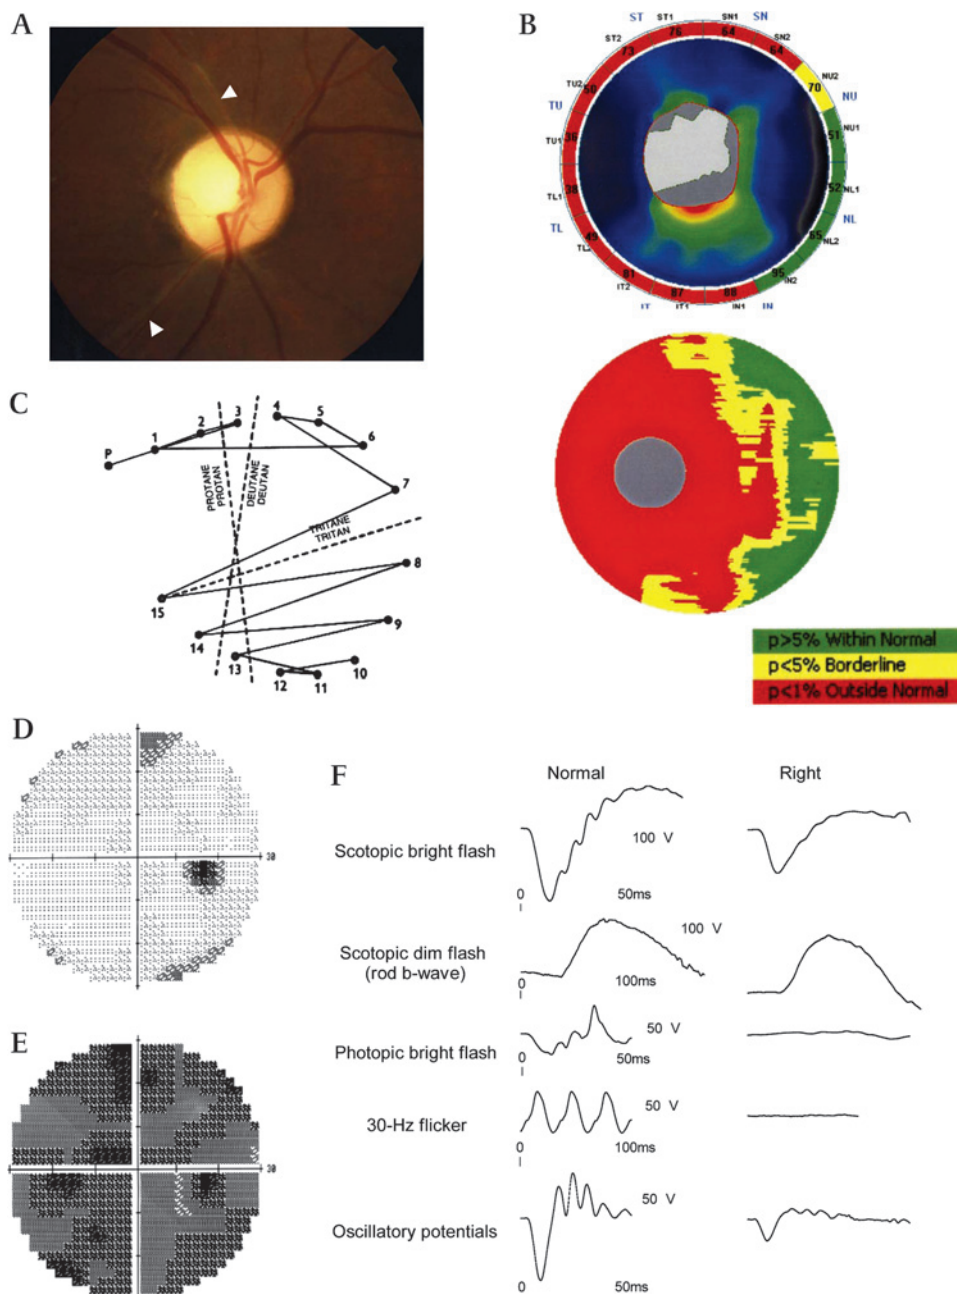 A
B
ST
ST1
SN1
SN
ST2
76
64
SN2
73
64
TU2
50
70
NU2
TU
NU
36
51
NU1
TU1
38
52
NL1
TL1
TL
NL
49
65
NL2
TL2
81
95
IN2
IT2
87
88
IT
IT1
IN1
IN
C
P
1
2
3
4
5
6
7
8
9
10
11
12
13
14
15
PROTANE
PROTAN
DEUTANE
DEUTAN
TRITANE
TRITAN
p>5% Within Normal
p<5% Borderline
p<1% Outside Normal
D
30
E
30
F
Normal
Right
Scotopic bright flash
100 V
0
50ms
Scotopic dim flash
(rod b-wave)
100 V
0
100ms
Photopic bright flash
50 V
0
50ms
30-Hz flicker
50 V
0
100ms
Oscillatory potentials
50 V
0
50ms